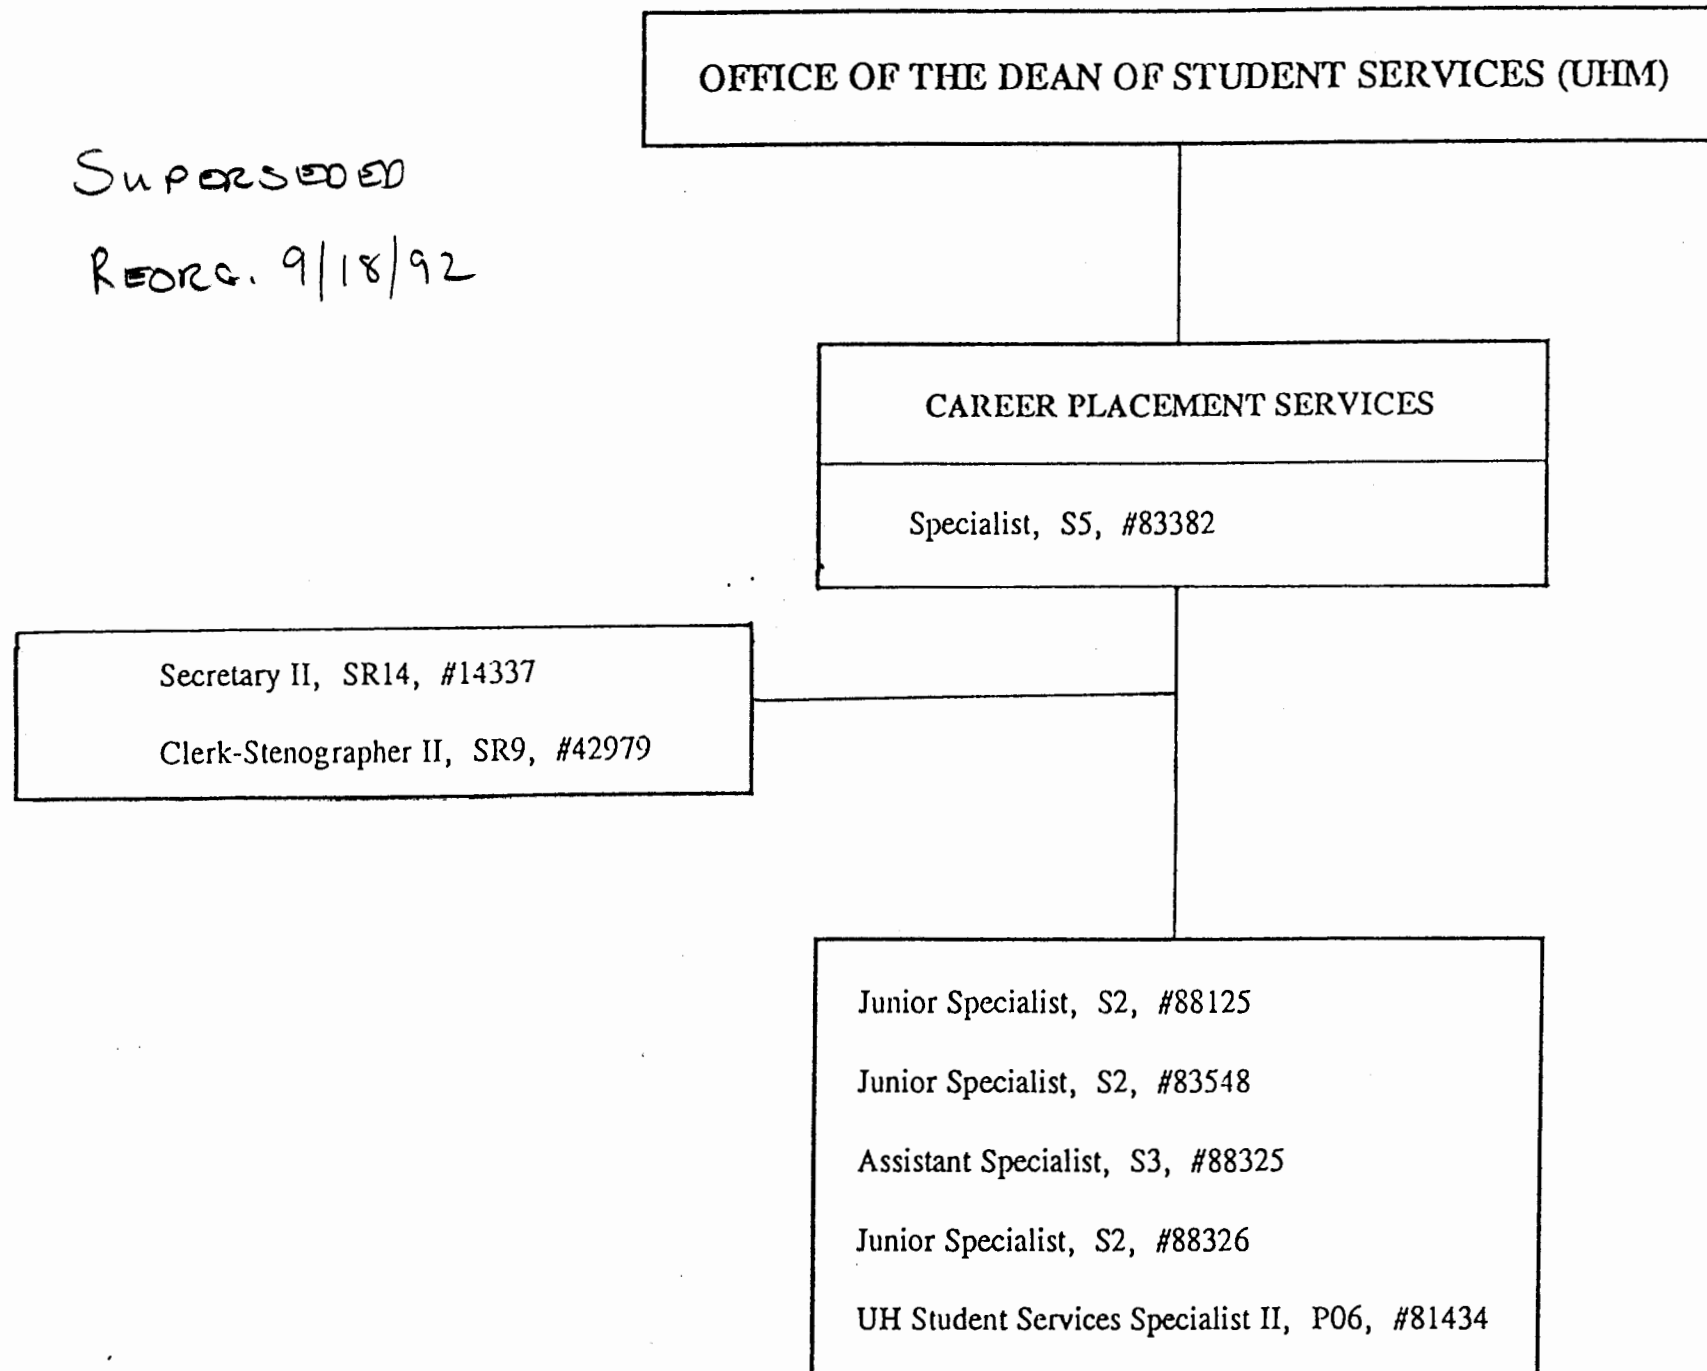 OFFICE OF THE DEAN OF STUDENT SERVICES (UHM)
SUPERSEDED
REORG. 9/18/92
CAREER PLACEMENT SERVICES
Specialist, S5, #83382
Secretary II, SR14, #14337
Clerk-Stenographer II, SR9, #42979
Junior Specialist, S2, #88125
Junior Specialist, S2, #83548
Assistant Specialist, S3, #88325
Junior Specialist, S2, #88326
UH Student Services Specialist II, P06, #81434